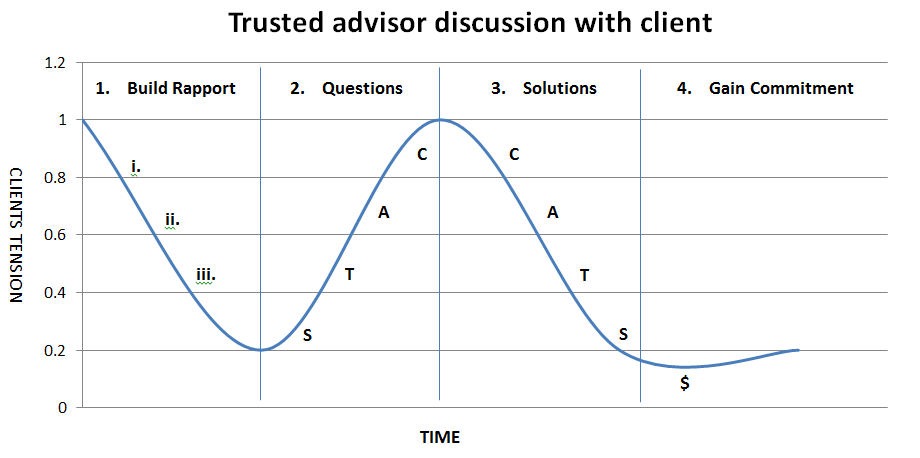 Trusted advisor discussion with client
1.2
1. Build Rapport
2. Questions
3. Solutions
4. Gain Commitment
1
i.
C
C
0.8
ii.
A
A
0.6
iii.
T
T
0.4
S
S
0.2
$
0
CLIENTS TENSION
TIME